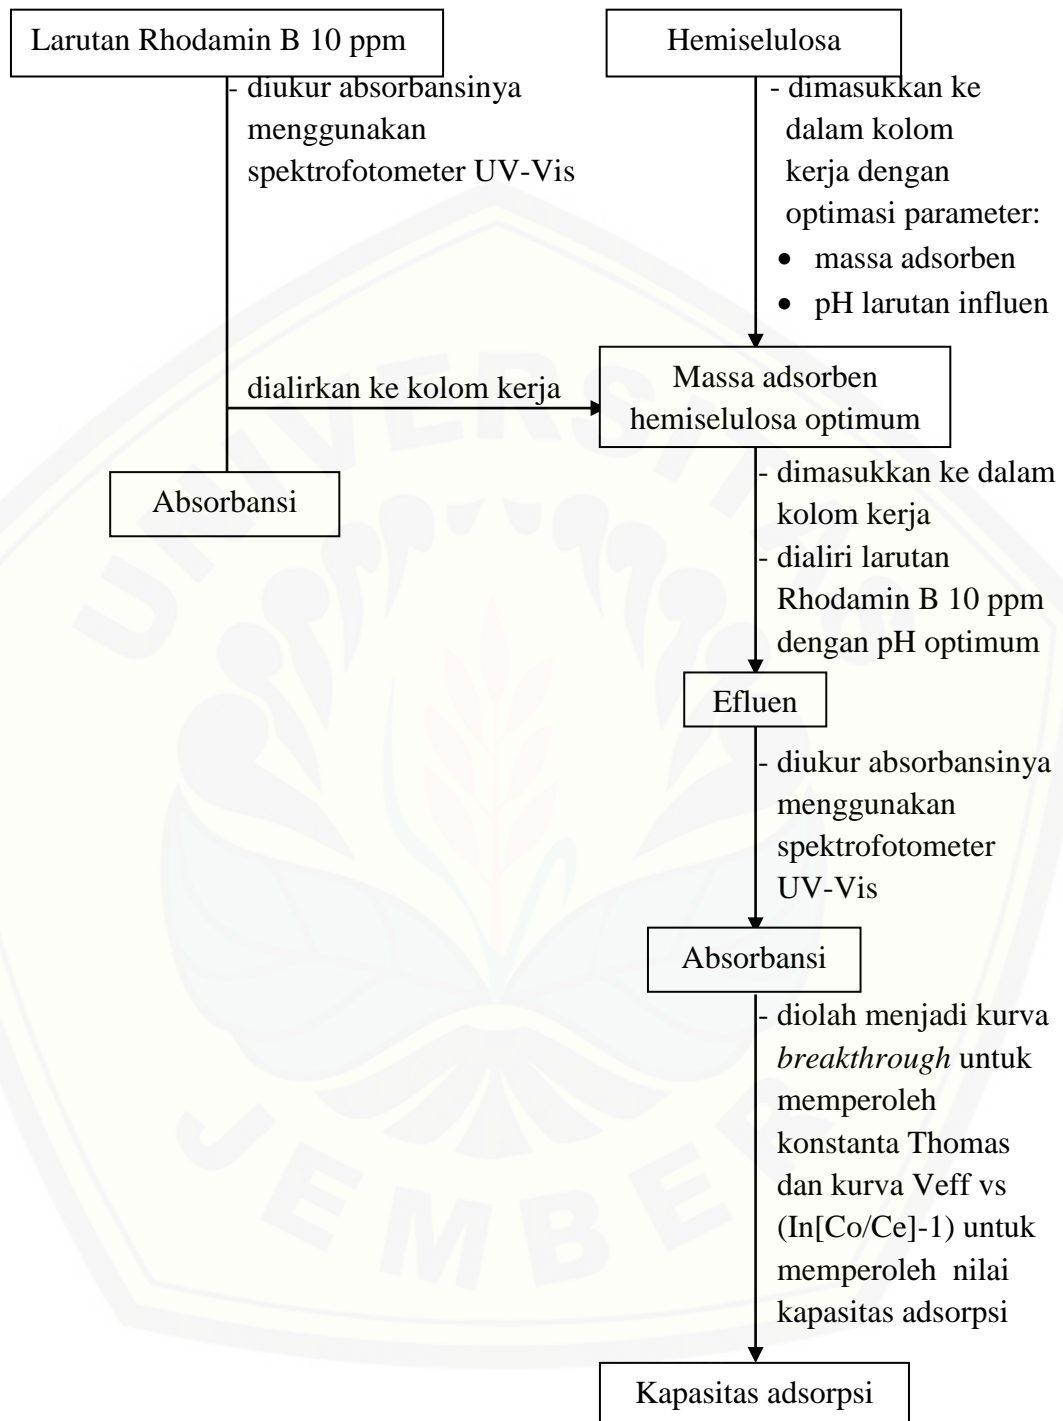 Larutan Rhodamin B 10 ppm
- diukur absorbansinya
menggunakan
spektrofotometer UV-Vis
Hemiselulosa
- dimasukkan ke
dalam kolom
kerja dengan
optimasi parameter:
• massa adsorben
• pH larutan influen
dialirkan ke kolom kerja
Absorbansi
Massa adsorben
hemiselulosa optimum
- dimasukkan ke dalam
kolom kerja
- dialiri larutan
Rhodamin B 10 ppm
dengan pH optimum
Efluen
- diukur absorbansinya
menggunakan
spektrofotometer
UV-Vis
Absorbansi
- diolah menjadi kurva
breakthrough untuk
memperoleh
konstanta Thomas
dan kurva Veff vs
(In[Co/Ce]-1) untuk
memperoleh nilai
kapasitas adsorpsi
Kapasitas adsorpsi
UNIVERSITAS
JEMBER